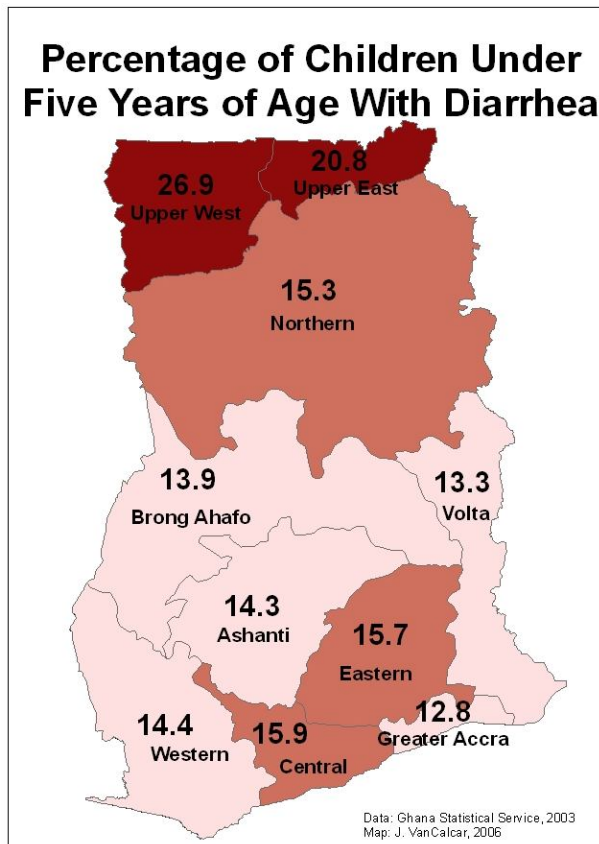 Percentage of Children Under
Five Years of Age With Diarrhea
20.8
Upper East
26.9
Upper West
15.3
Northern
13.9
Brong Ahafo
13.3
Volta
14.3
Ashanti
15.7
Eastern
12.8
Greater Accra
14.4
Western
15.9
Central
Data: Ghana Statistical Service, 2003
Map: J. VanCalcar, 2006